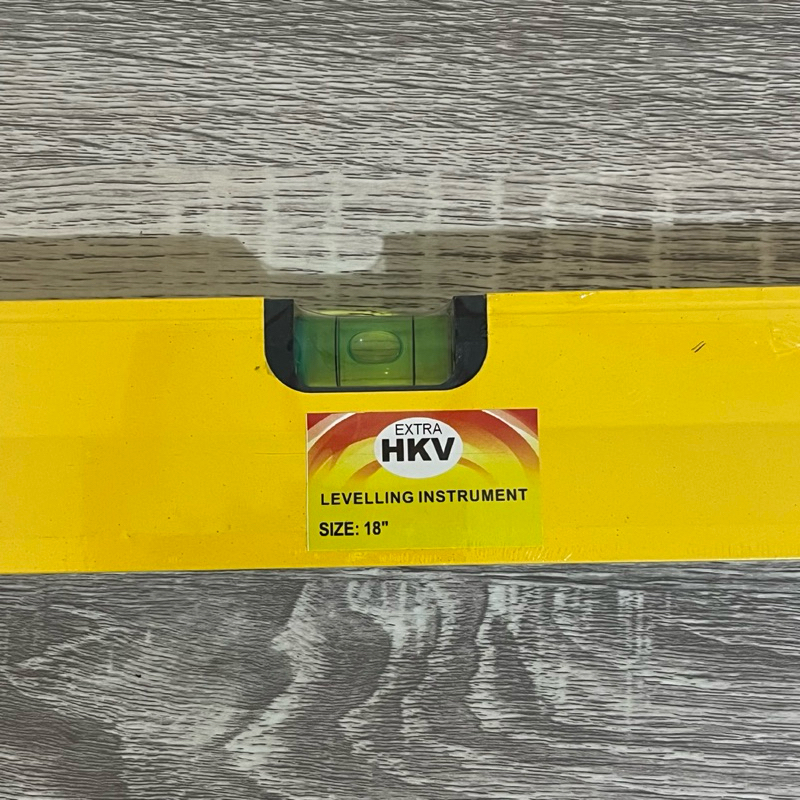 EXTRA
HKV
LEVELLING INSTRUMENT
SIZE: 18"